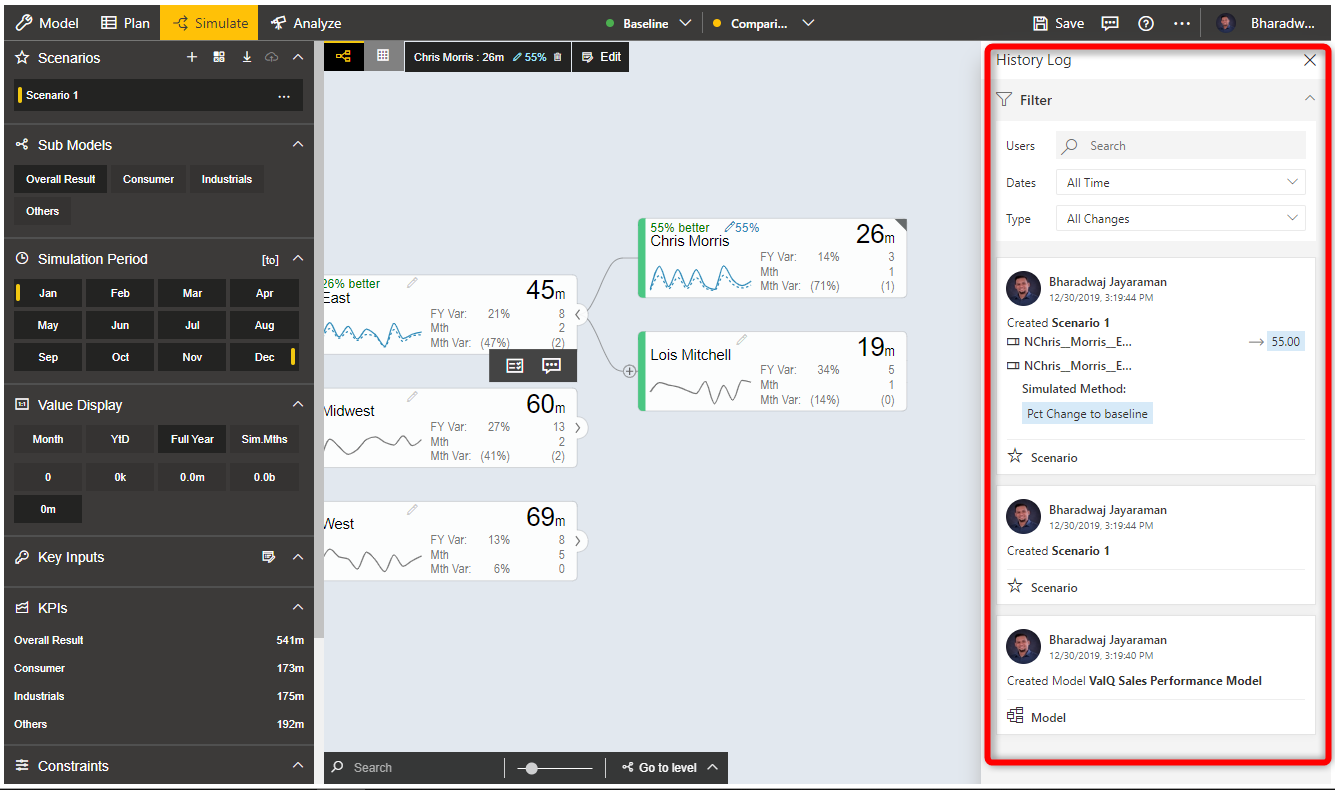 Model Plan Simulate Analyze Baseline Compari... Save Bharadw...
Scenarios
Scenario 1
Sub Models
Overall Result Consumer Industrials
Others
Simulation Period [to]
Jan Feb Mar Apr
May Jun Jul Aug
Sep Oct Nov Dec
Value Display
Month YtD Full Year Sim.Mths
0 0k 0.0m 0.0b
0m
Key Inputs
KPIs
Overall Result 541m
Consumer 173m
Industrials 175m
Others 192m
Constraints
Chris Morris : 26m 55% Edit
26% better
East 45m
FY Var: 21% 8
Mth 2
Mth Var: (47%) (2)
Midwest 60m
FY Var: 27% 13
Mth 2
Mth Var: (41%) (2)
West 69m
FY Var: 13% 8
Mth 5
Mth Var: 6% 0
55% better 55%
Chris Morris 26m
FY Var: 14% 3
Mth 1
Mth Var: (71%) (1)
Lois Mitchell 19m
FY Var: 34% 5
Mth 1
Mth Var: (14%) (0)
Search Go to level
History Log
Filter
Users Search
Dates All Time
Type All Changes
Bharadwaj Jayaraman
12/30/2019, 3:19:44 PM
Created Scenario 1
NChris__Morris__E... → 55.00
NChris__Morris__E...
Simulated Method:
Pct Change to baseline
Scenario
Bharadwaj Jayaraman
12/30/2019, 3:19:44 PM
Created Scenario 1
Scenario
Bharadwaj Jayaraman
12/30/2019, 3:19:40 PM
Created Model ValQ Sales Performance Model
Model